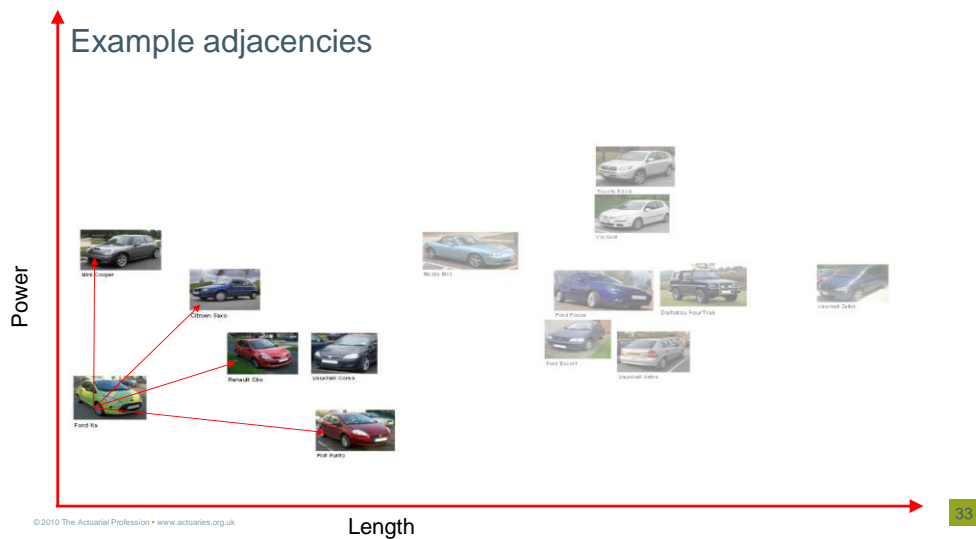 Example adjacencies
Power
Toyota RAV4
VW Golf
Mini Cooper
Mazda MX5
Citroen Saxo
Ford Focus
Daihatsu FourTrak
Vauxhall Zafira
Renault Clio
Vauxhall Corsa
Ford Escort
Vauxhall Astra
Ford Ka
Fiat Punto
© 2010 The Actuarial Profession • www.actuaries.org.uk
Length
33